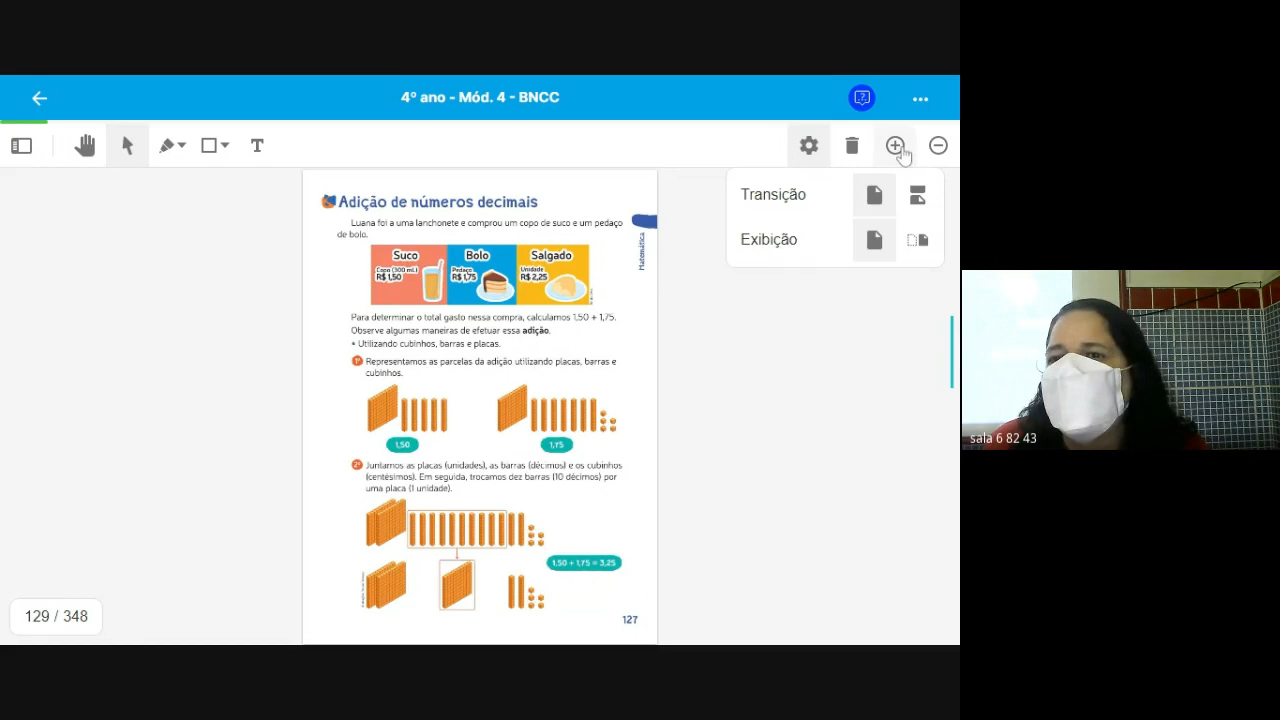 4º ano - Mód. 4 - BNCC
T
Transição
Exibição
Adição de números decimais
Luana foi a uma lanchonete e comprou um copo de suco e um pedaço
de bolo.
Matemática
Suco
Copo (300 mL)
R$ 1,50
Bolo
Pedaço
R$ 1,75
Salgado
Unidade
R$ 2,25
Para determinar o total gasto nessa compra, calculamos 1,50 + 1,75.
Observe algumas maneiras de efetuar essa adição.
• Utilizando cubinhos, barras e placas.
1º Representamos as parcelas da adição utilizando placas, barras e
cubinhos.
1,50
1,75
2º Juntamos as placas (unidades), as barras (décimos) e os cubinhos
(centésimos). Em seguida, trocamos dez barras (10 décimos) por
uma placa (1 unidade).
1,50 + 1,75 = 3,25
127
129 / 348
sala 6 82 43